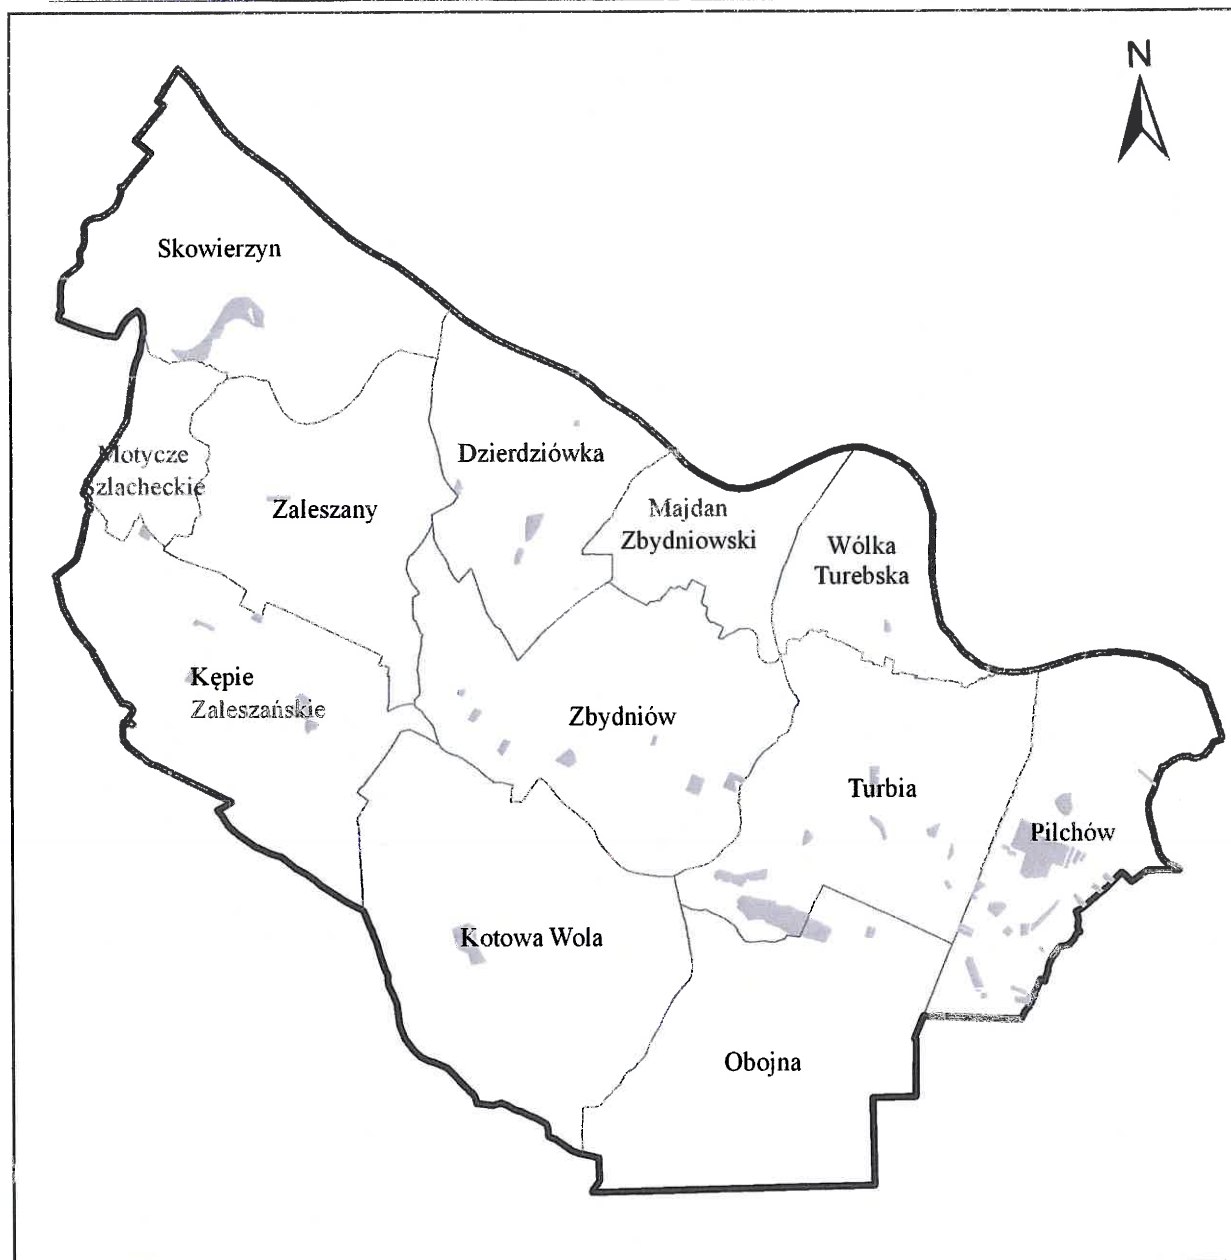 N
Skowierzyn
Motycze
Szlacheckie
Dzierdziówka
Zaleszany
Majdan
Zbydniowski
Wólka
Turebska
Kępie
Zaleszańskie
Zbydniów
Turbia
Pilchów
Kotowa Wola
Obojna